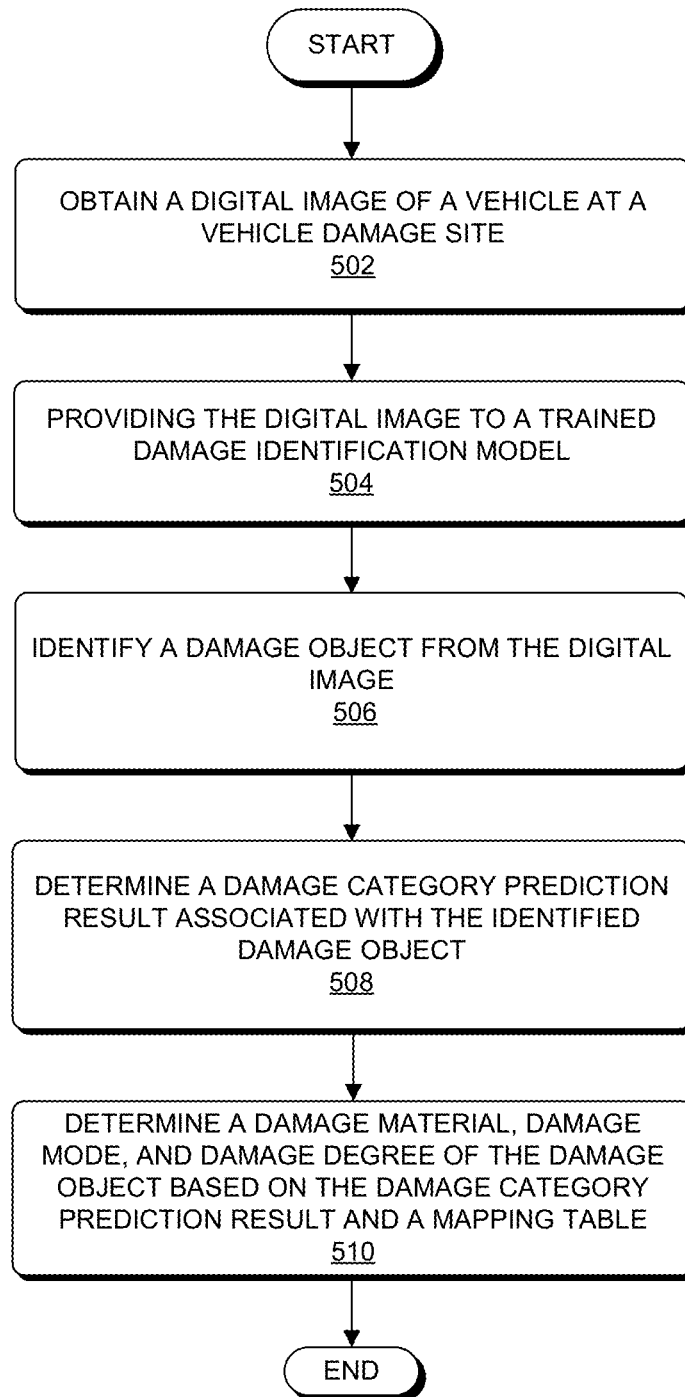 START
OBTAIN A DIGITAL IMAGE OF A VEHICLE AT A
VEHICLE DAMAGE SITE
502
PROVIDING THE DIGITAL IMAGE TO A TRAINED
DAMAGE IDENTIFICATION MODEL
504
IDENTIFY A DAMAGE OBJECT FROM THE DIGITAL
IMAGE
506
DETERMINE A DAMAGE CATEGORY PREDICTION
RESULT ASSOCIATED WITH THE IDENTIFIED
DAMAGE OBJECT
508
DETERMINE A DAMAGE MATERIAL, DAMAGE
MODE, AND DAMAGE DEGREE OF THE DAMAGE
OBJECT BASED ON THE DAMAGE CATEGORY
PREDICTION RESULT AND A MAPPING TABLE
510
END